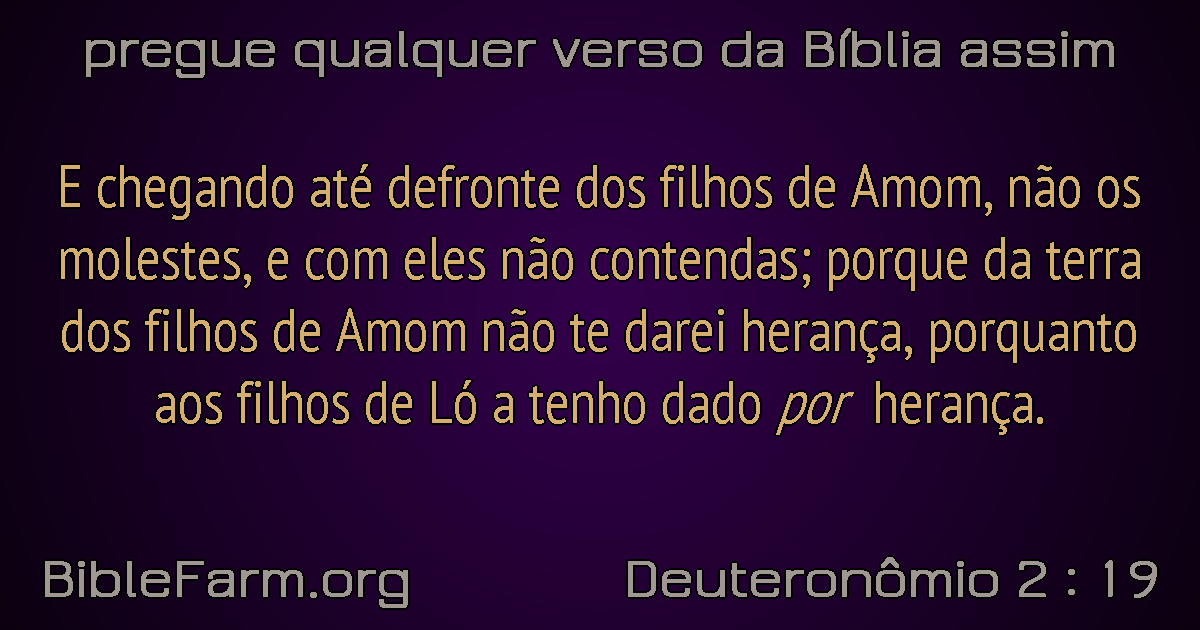 pregue qualquer verso da Bíblia assim
E chegando até defronte dos filhos de Amom, não os
molestes, e com eles não contendas; porque da terra
dos filhos de Amom não te darei herança, porquanto
aos filhos de Ló a tenho dado por herança.
BibleFarm.org
Deuteronômio 2 : 19